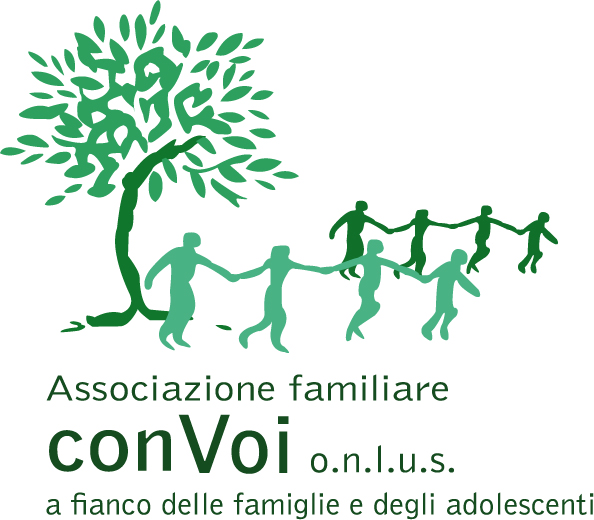 Associazione familiare
conVoi o.n.l.u.s.
a fianco delle famiglie e degli adolescenti